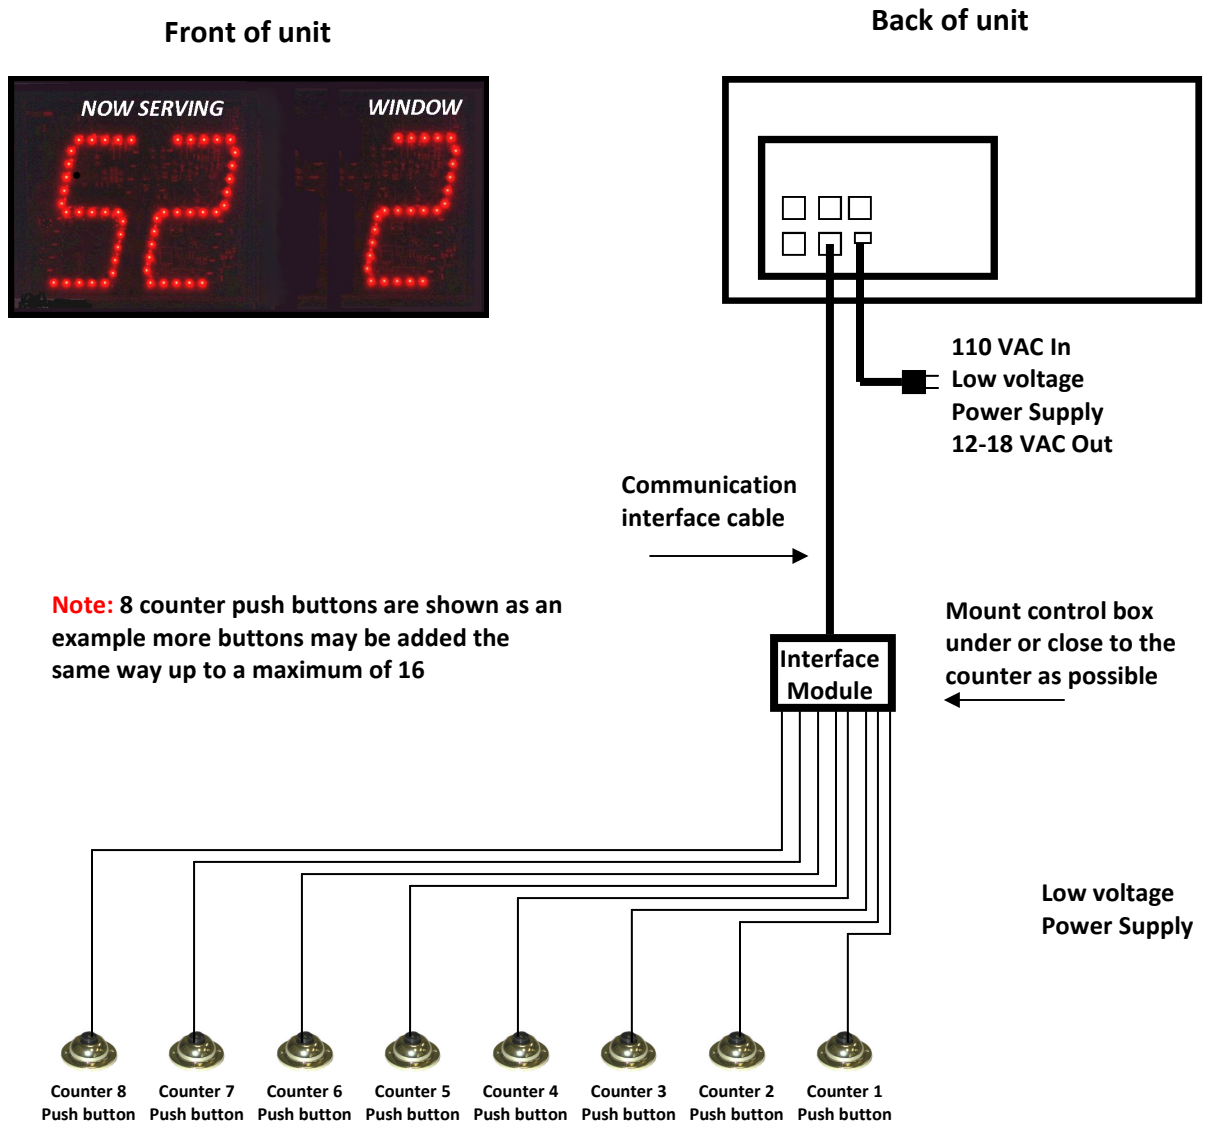 Front of unit
Back of unit
NOW SERVING
WINDOW
52
2
110 VAC In
Low voltage
Power Supply
12-18 VAC Out
Communication
interface cable
Note: 8 counter push buttons are shown as an
example more buttons may be added the
same way up to a maximum of 16
Interface
Module
Mount control box
under or close to the
counter as possible
Low voltage
Power Supply
Counter 8
Push button
Counter 7
Push button
Counter 6
Push button
Counter 5
Push button
Counter 4
Push button
Counter 3
Push button
Counter 2
Push button
Counter 1
Push button